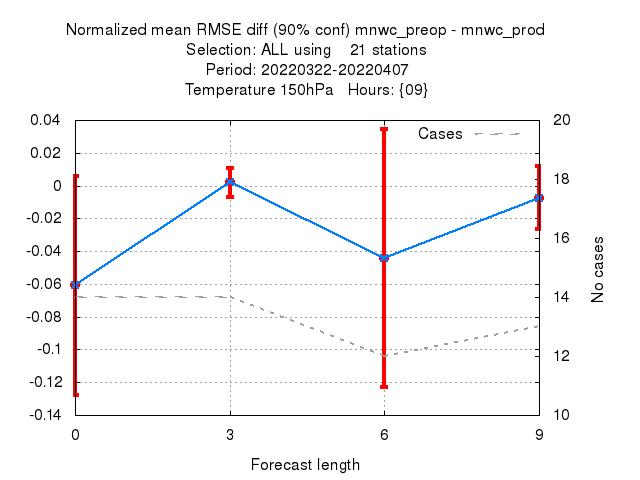 Normalized mean RMSE diff (90% conf) mnwc_preop - mnwc_prod
Selection: ALL using    21 stations
Period: 20220322-20220407
Temperature 150hPa   Hours: {09}
0.04
0.02
0
-0.02
-0.04
-0.06
-0.08
-0.1
-0.12
-0.14
Cases
20
18
16
14
12
10
No cases
0 3 6 9
Forecast length